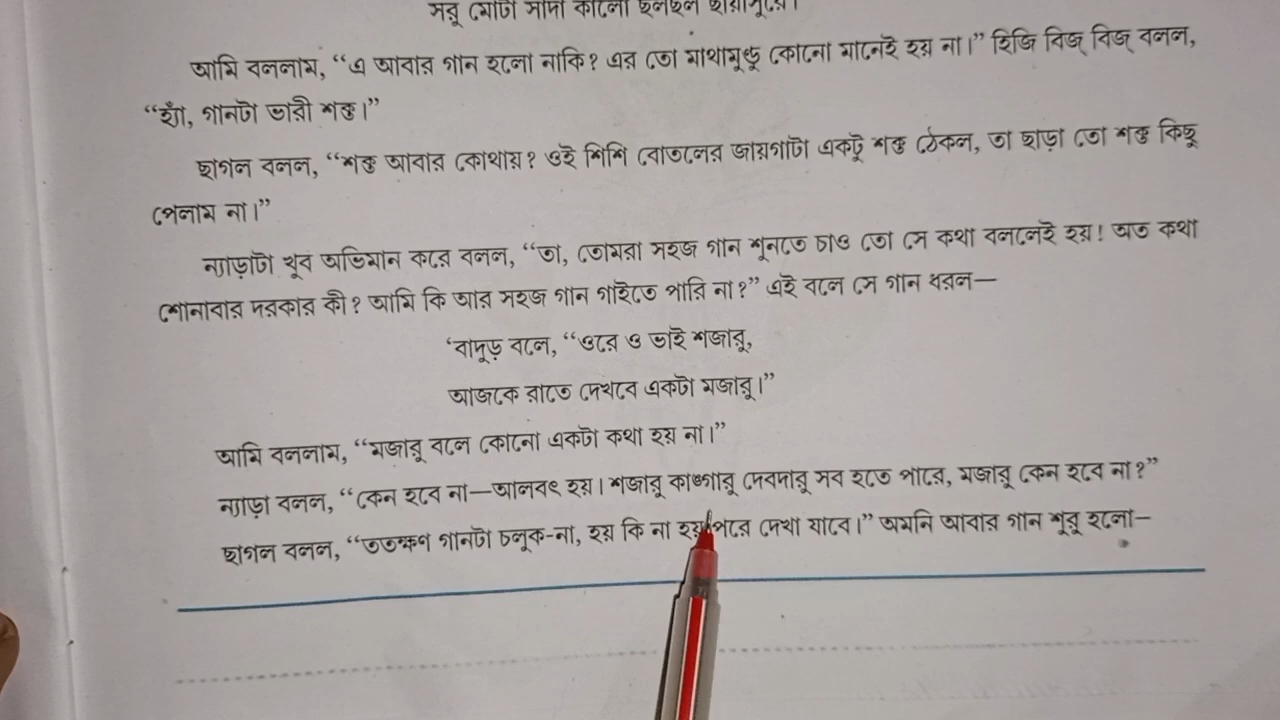 সরু মোটা সাদা কালো ছলছল ছায়াসুরে।
আমি বললাম, “এ আবার গান হলো নাকি? এর তো মাথামুণ্ডু কোনো মানেই হয় না।” হিজি বিজ্ বিজ্ বলল,
“হ্যাঁ, গানটা ভারী শক্ত।”
ছাগল বলল, “শক্ত আবার কোথায়? ওই শিশি বোতলের জায়গাটা একটু শক্ত ঠেকল, তা ছাড়া তো শক্ত কিছু
পেলাম না।”
ন্যাড়াটা খুব অভিমান করে বলল, “তা, তোমরা সহজ গান শুনতে চাও তো সে কথা বললেই হয়! অত কথা
শোনাবার দরকার কী? আমি কি আর সহজ গান গাইতে পারি না?” এই বলে সে গান ধরল—
‘বাদুড় বলে, “ওরে ও ভাই শজারু,
আজকে রাতে দেখবে একটা মজারু।”
আমি বললাম, “মজারু বলে কোনো একটা কথা হয় না।”
ন্যাড়া বলল, “কেন হবে না—আলবৎ হয়। শজারু কাঙ্গারু দেবদারু সব হতে পারে, মজারু কেন হবে না?”
ছাগল বলল, “ততক্ষণ গানটা চলুক-না, হয় কি না হয় পরে দেখা যাবে।” অমনি আবার গান শুরু হলো—